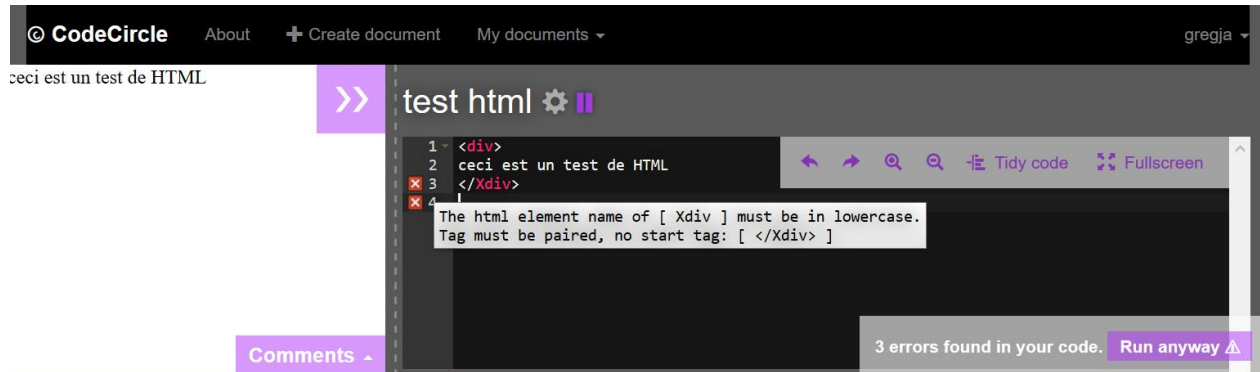 © CodeCircle About + Create document My documents gregja
ceci est un test de HTML
test html
1 <div>
2 ceci est un test de HTML
3 </Xdiv>
4
Tidy code Fullscreen
The html element name of [ Xdiv ] must be in lowercase.
Tag must be paired, no start tag: [ </Xdiv> ]
Comments
3 errors found in your code. Run anyway